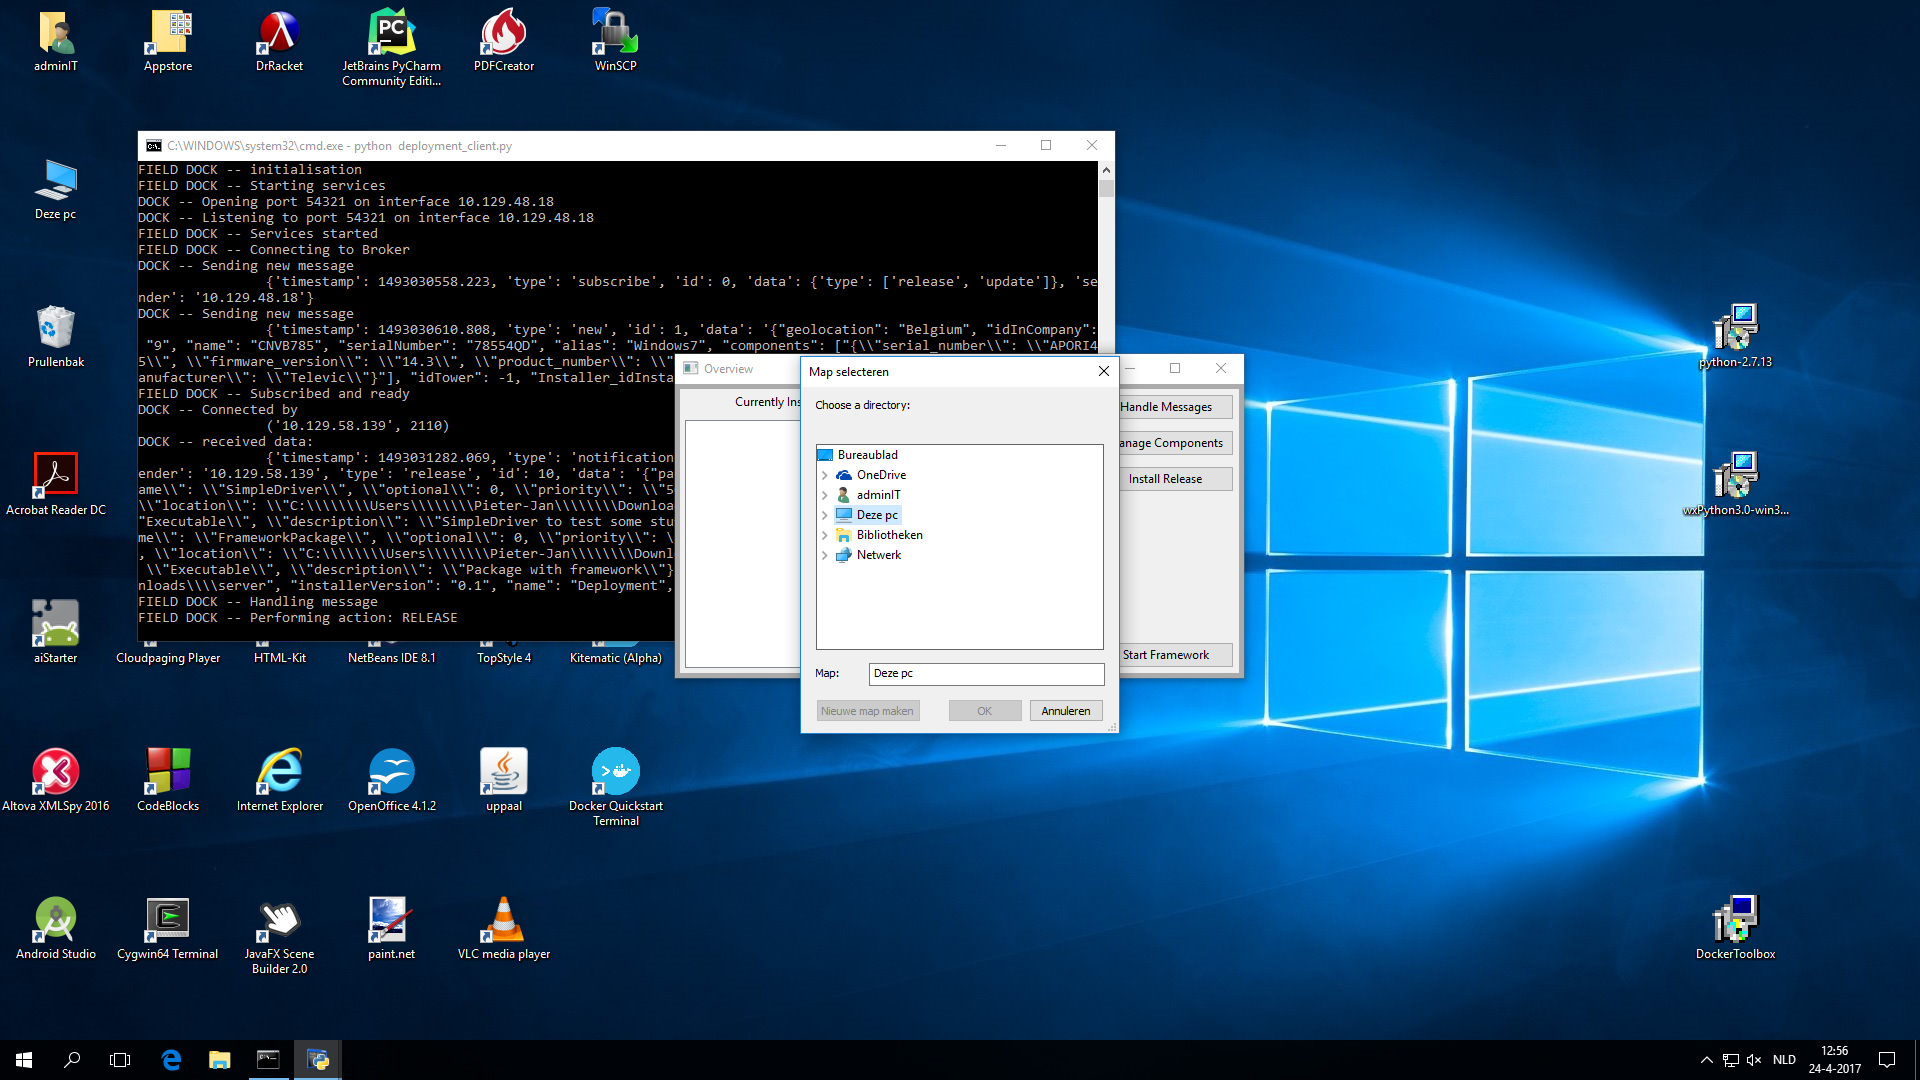 adminIT
Appstore
DrRacket
JetBrains PyCharm
Community Editi...
PDFCreator
WinSCP
Deze pc
Prullenbak
Acrobat Reader DC
aiStarter
Cloudpaging Player
HTML-Kit
NetBeans IDE 8.1
TopStyle 4
Kitematic (Alpha)
Altova XMLSpy 2016
CodeBlocks
Internet Explorer
OpenOffice 4.1.2
uppaal
Docker Quickstart
Terminal
Android Studio
Cygwin64 Terminal
JavaFX Scene
Builder 2.0
paint.net
VLC media player
python-2.7.13
wxPython3.0-win3...
DockerToolbox
C:\WINDOWS\system32\cmd.exe - python  deployment_client.py
FIELD DOCK -- initialisation
FIELD DOCK -- Starting services
DOCK -- Opening port 54321 on interface 10.129.48.18
DOCK -- Listening to port 54321 on interface 10.129.48.18
FIELD DOCK -- Services started
FIELD DOCK -- Connecting to Broker
DOCK -- Sending new message
{'timestamp': 1493030558.223, 'type': 'subscribe', 'id': 0, 'data': {'type': ['release', 'update']}, 'se
nder': '10.129.48.18'}
DOCK -- Sending new message
{'timestamp': 1493030610.808, 'type': 'new', 'id': 1, 'data': '{"geolocation": "Belgium", "idInCompany":
"9", "name": "CNVB785", "serialNumber": "78554QD", "alias": "Windows7", "components": ["{\\"serial_number\\": \\"APORI4
5\\", \\"firmware_version\\": \\"14.3\\", \\"product_number\\": \\"
anufacturer\\": \\"Televic\\"}"], "idTower": -1, "Installer_idInsta
FIELD DOCK -- Subscribed and ready
DOCK -- Connected by
('10.129.58.139', 2110)
DOCK -- received data:
{'timestamp': 1493031282.069, 'type': 'notification
ender': '10.129.58.139', 'type': 'release', 'id': 10, 'data': '{"pa
ame\\": \\"SimpleDriver\\", \\"optional\\": 0, \\"priority\\": \\"5
\\"location\\": \\"C:\\\\\\\\Users\\\\\\\\Pieter-Jan\\\\\\\\Downloa
"Executable\\", \\"description\\": \\"SimpleDriver to test some stu
me\\": \\"FrameworkPackage\\", \\"optional\\": 0, \\"priority\\": \
, \\"location\\": \\"C:\\\\\\\\Users\\\\\\\\Pieter-Jan\\\\\\\\Downl
\\"Executable\\", \\"description\\": \\"Package with framework\\"}
nloads\\\\server", "installerVersion": "0.1", "name": "Deployment",
FIELD DOCK -- Handling message
FIELD DOCK -- Performing action: RELEASE
Overview
Currently Ins
Handle Messages
anage Components
Install Release
Start Framework
Map selecteren
Choose a directory:
Bureaublad
OneDrive
adminIT
Deze pc
Bibliotheken
Netwerk
Map:
Deze pc
Nieuwe map maken
OK
Annuleren
NLD
12:56
24-4-2017